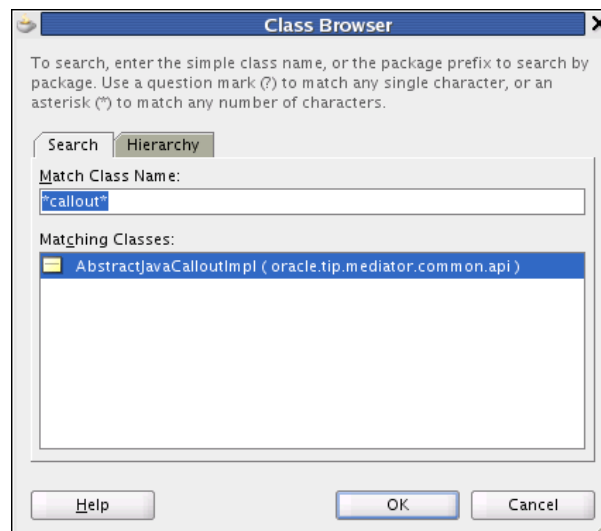 Class Browser
To search, enter the simple class name, or the package prefix to search by
package. Use a question mark (?) to match any single character, or an
asterisk (*) to match any number of characters.
Search Hierarchy
Match Class Name:
*callout*
Matching Classes:
AbstractJavaCalloutImpl ( oracle.tip.mediator.common.api )
Help OK Cancel